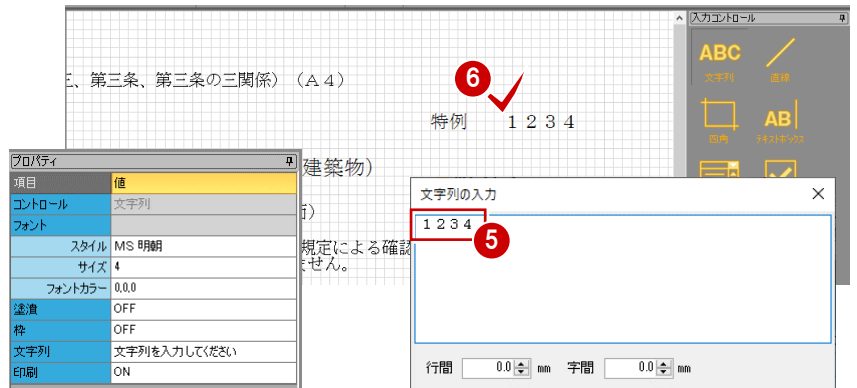 入力コントロール
ABC
文字列
直線
四角
AB
テキストボックス
、第三条、第三条の三関係）（Ａ４）
6
特例　　１２３４
建築物）
規定による確認
ません。
プロパティ
項目 値
コントロール 文字列
フォント
スタイル MS 明朝
サイズ 4
フォントカラー 0,0,0
塗潰 OFF
枠 OFF
文字列 文字列を入力してください
印刷 ON
文字列の入力
１２３４
5
行間 0.0 mm 字間 0.0 mm